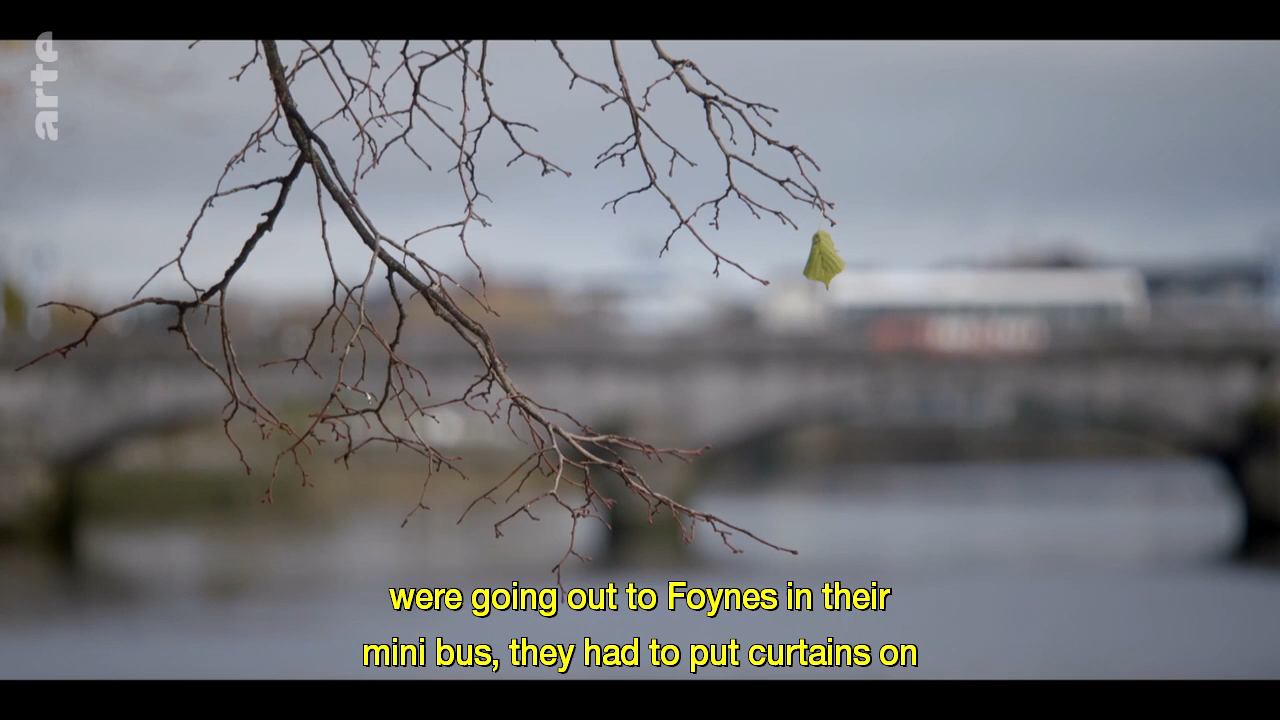 arte
were going out to Foynes in their
mini bus, they had to put curtains on